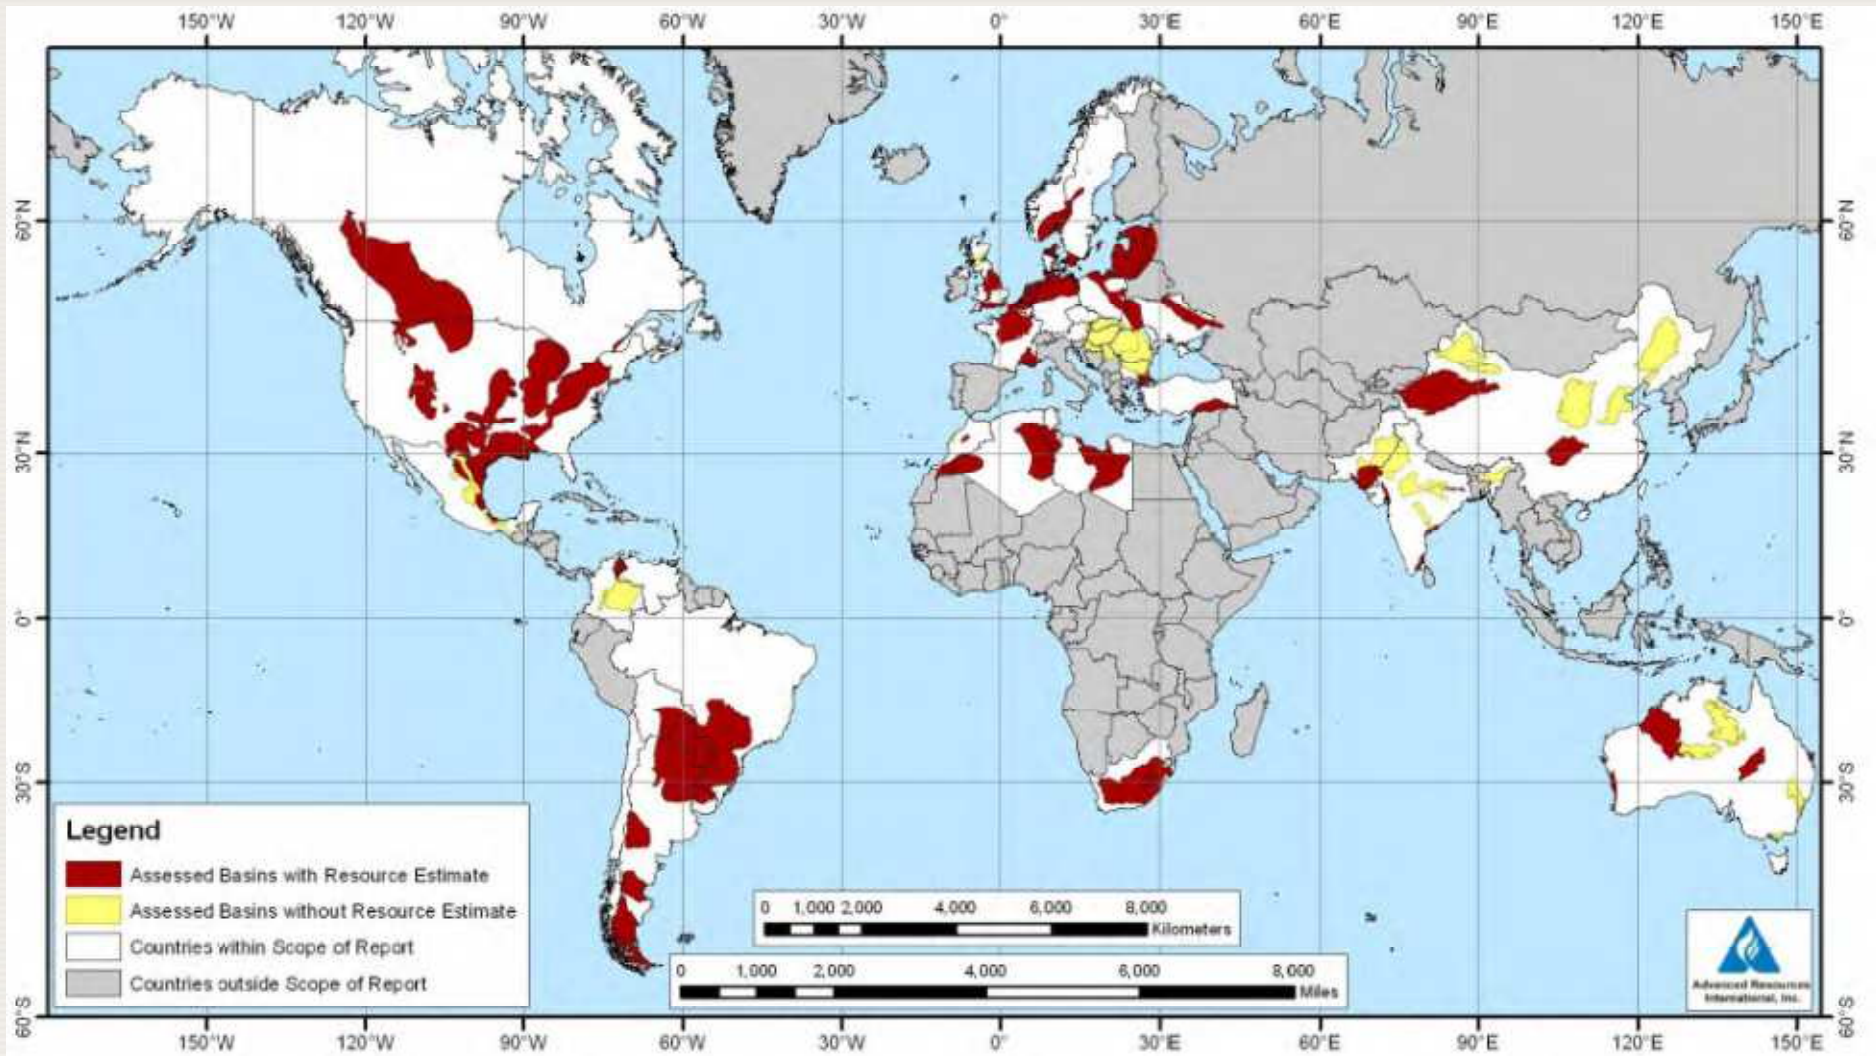 150°W 120°W 90°W 60°W 30°W 0° 30°E 60°E 90°E 120°E 150°E
60°N 60°N
30°N 30°N
0° 0°
30°S 30°S
60°S 60°S
Legend
Assessed Basins with Resource Estimate
Assessed Basins without Resource Estimate
Countries within Scope of Report
Countries outside Scope of Report
0 1,000 2,000 4,000 6,000 8,000
Kilometers
0 1,000 2,000 4,000 6,000 8,000
Miles
Advanced Resources
International, Inc.
150°W 120°W 90°W 60°W 30°W 0° 30°E 60°E 90°E 120°E 150°E